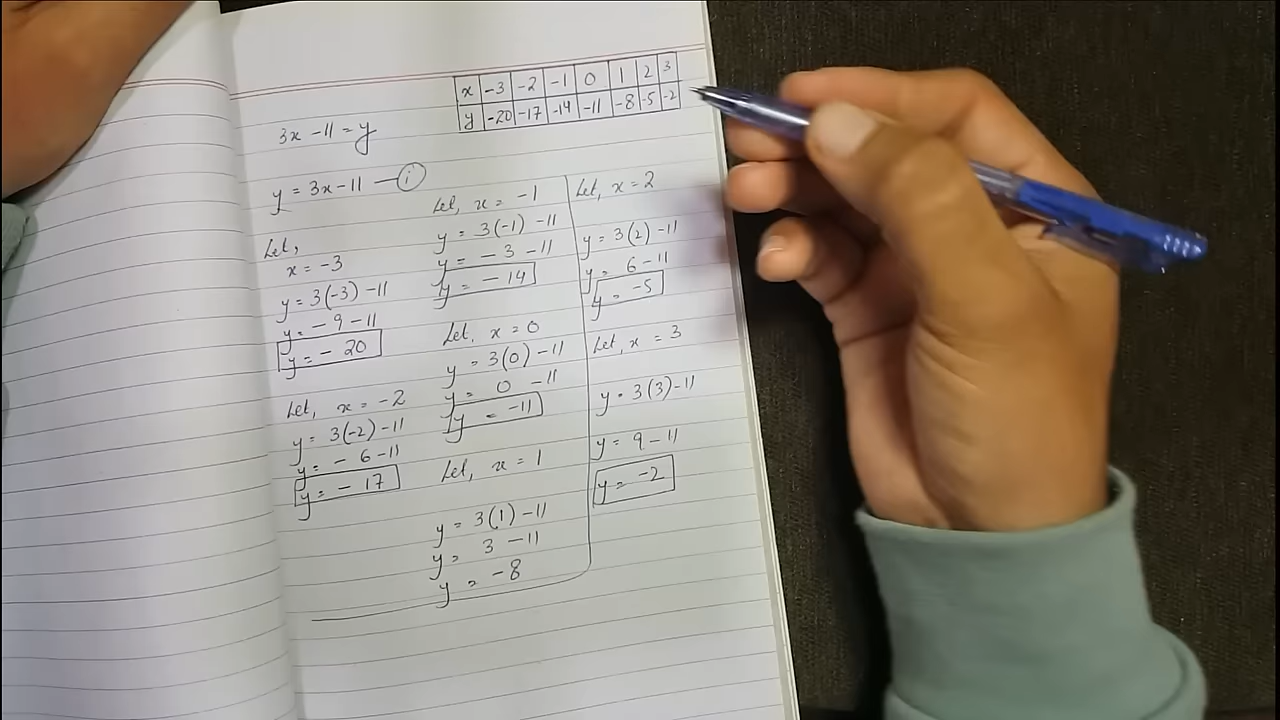 x -3 -2 -1 0 1 2 3
y -20 -17 -14 -11 -8 -5 -2
3x - 11 = y
y = 3x - 11 — (i)
Let,
x = -3
y = 3(-3) - 11
y = - 9 - 11
y = - 20
Let, x = -2
y = 3(-2) - 11
y = - 6 - 11
y = - 17
Let, x = -1
y = 3(-1) - 11
y = - 3 - 11
y = - 14
Let, x = 0
y = 3(0) - 11
y = 0 - 11
y = -11
Let, x = 1
y = 3(1) - 11
y = 3 - 11
y = -8
Let, x = 2
y = 3(2) - 11
y = 6 - 11
y = -5
Let, x = 3
y = 3(3) - 11
y = 9 - 11
y = -2